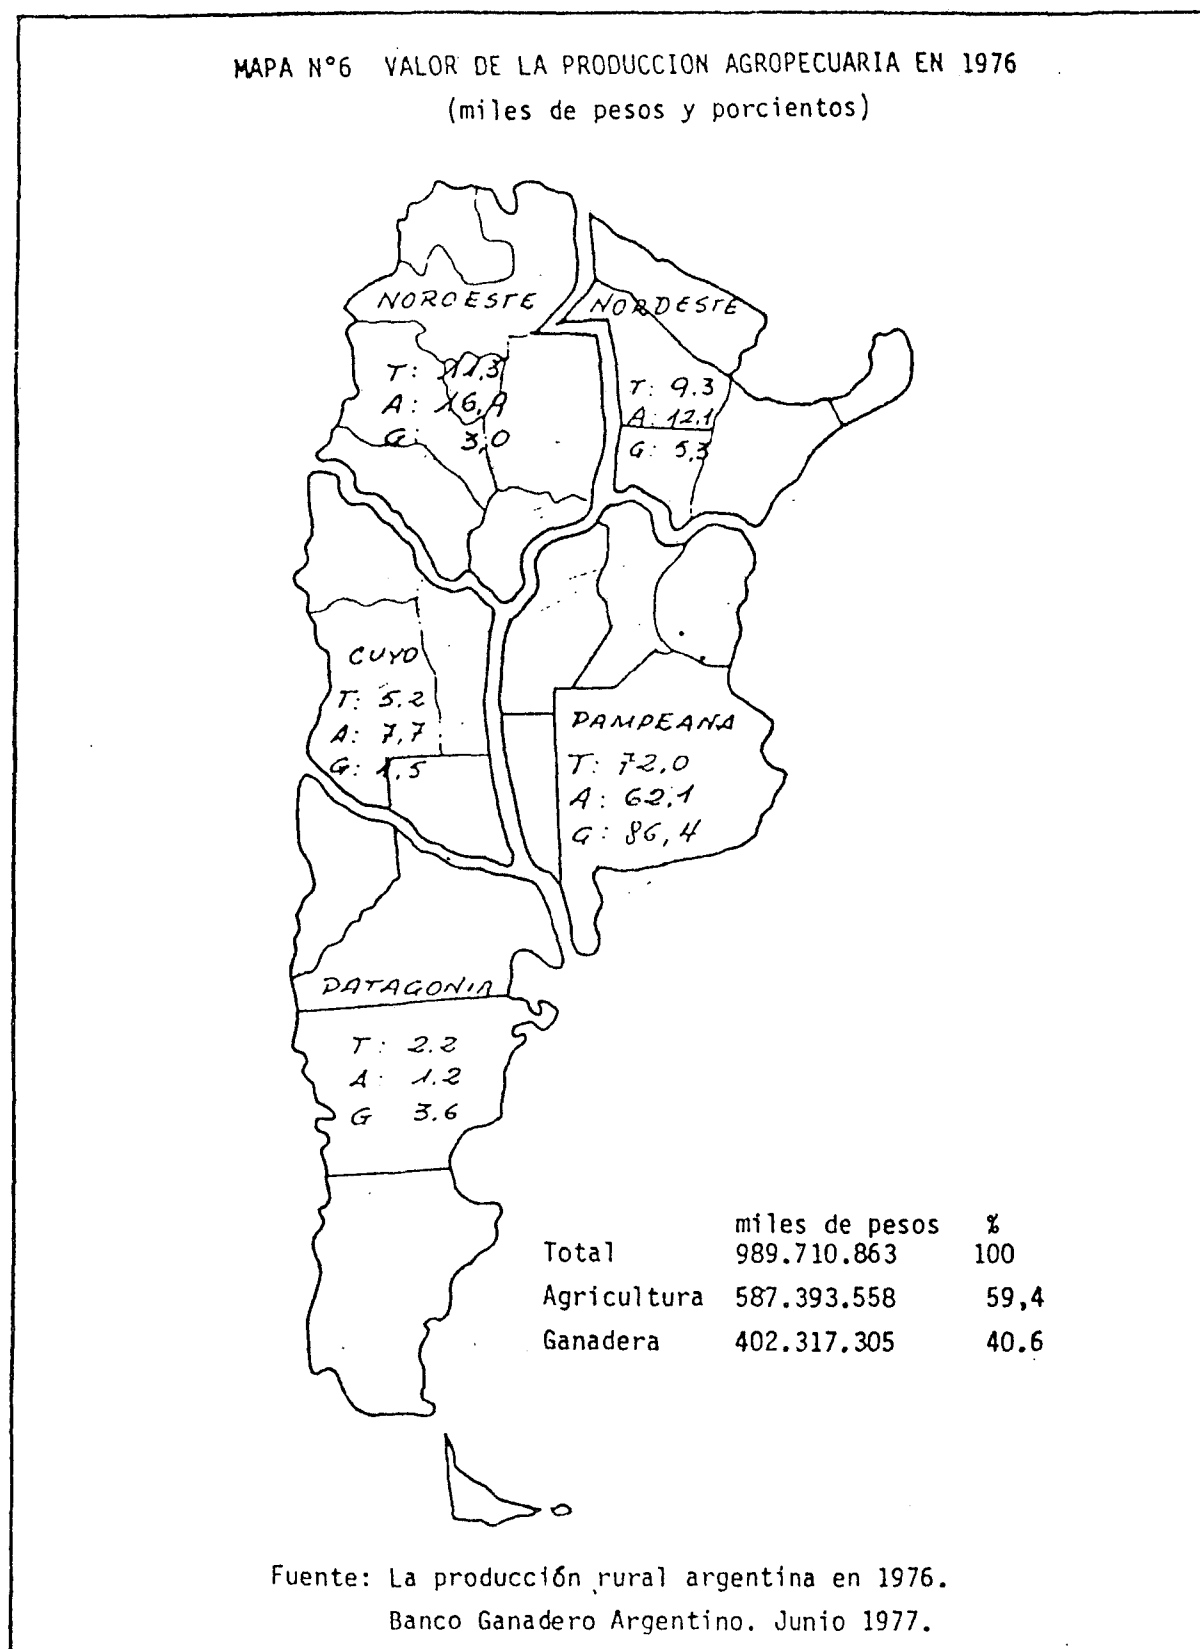 MAPA N°6 VALOR DE LA PRODUCCION AGROPECUARIA EN 1976
(miles de pesos y porcientos)
NOROESTE
T: 11,3
A: 16,9
G: 3,0
NORDESTE
T: 9.3
A: 12.1
G: 5,3
CUYO
T: 5.2
A: 7,7
G: 1,5
PAMPEANA
T: 72,0
A: 62,1
G: 86,4
PATAGONIA
T: 2.2
A: 1.2
G 3.6
miles de pesos %
Total 989.710.863 100
Agricultura 587.393.558 59,4
Ganadera 402.317.305 40.6
Fuente: La producción rural argentina en 1976.
Banco Ganadero Argentino. Junio 1977.